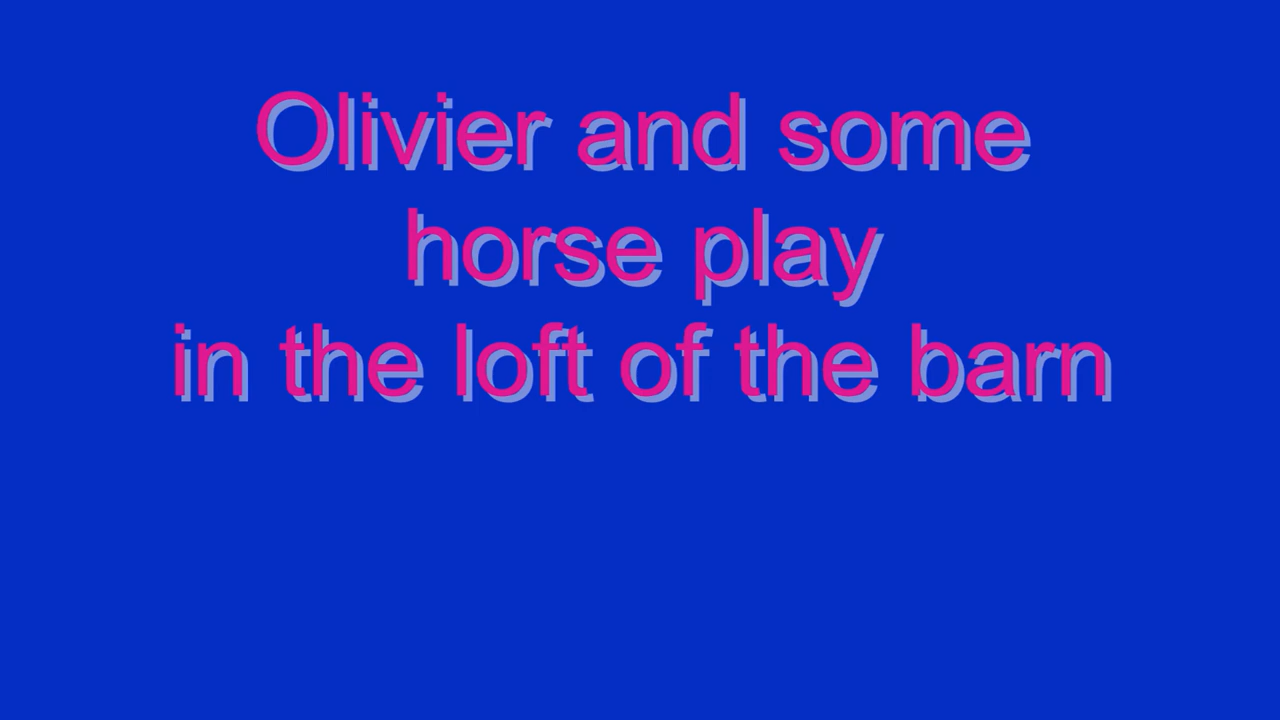 Olivier and some
horse play
in the loft of the barn